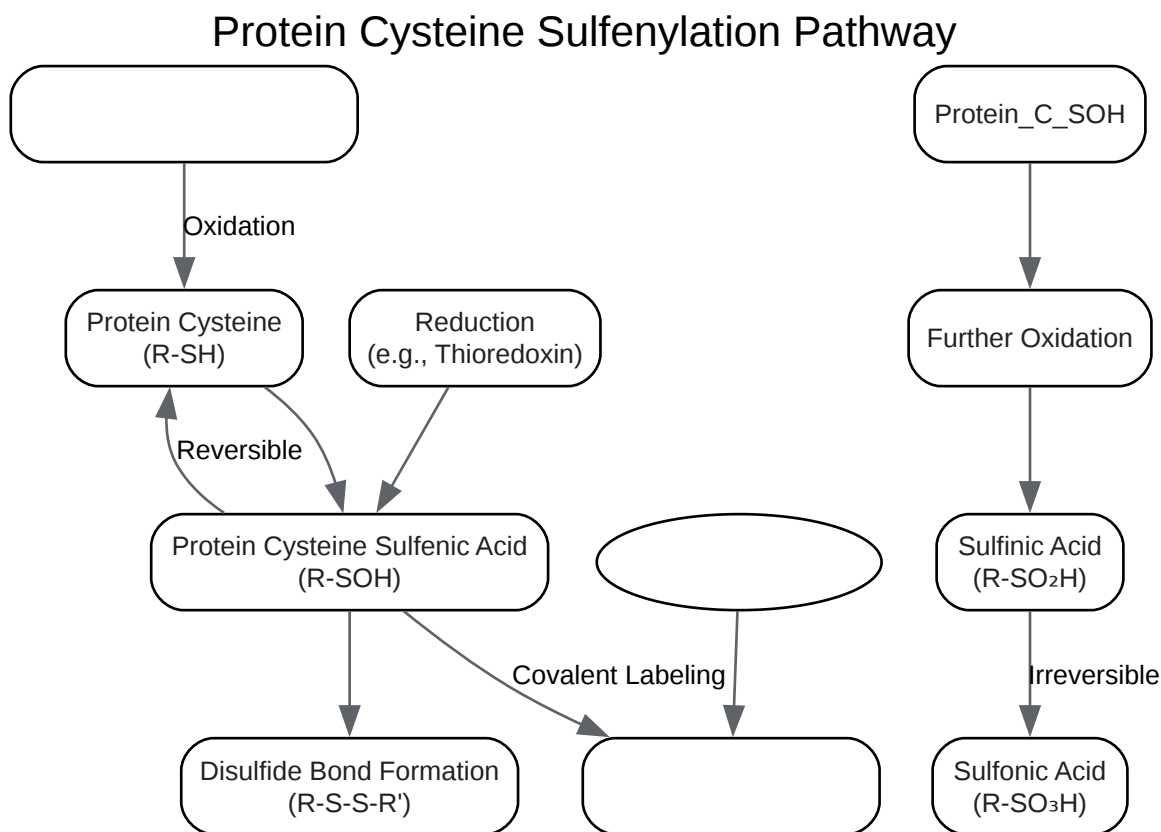 Protein Cysteine Sulfenylation Pathway
Protein_C_SOH
Oxidation
Protein Cysteine
(R-SH)
Reduction
(e.g., Thioredoxin)
Further Oxidation
Reversible
Protein Cysteine Sulfenic Acid
(R-SOH)
Sulfinic Acid
(R-SO₂H)
Covalent Labeling
Irreversible
Disulfide Bond Formation
(R-S-S-R')
Sulfonic Acid
(R-SO₃H)